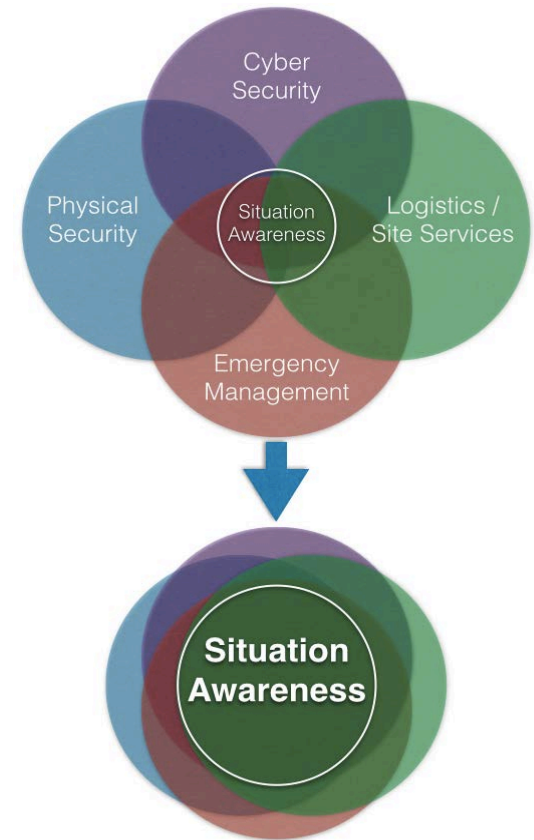 Cyber
Security
Physical
Security
Situation
Awareness
Logistics /
Site Services
Emergency
Management
Situation
Awareness